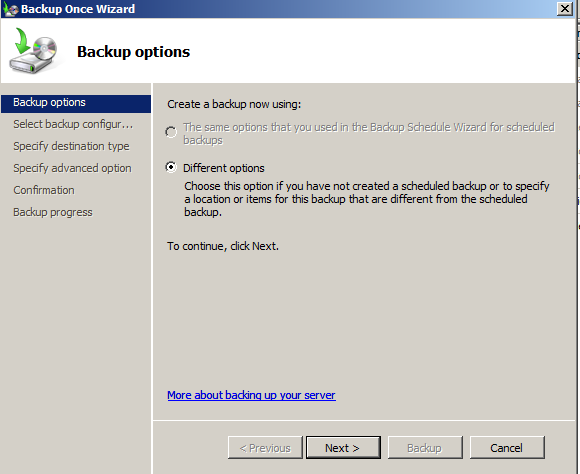 Backup Once Wizard
Backup options
Backup options
Select backup configur...
Specify destination type
Specify advanced option
Confirmation
Backup progress
Create a backup now using:
The same options that you used in the Backup Schedule Wizard for scheduled
backups
Different options
Choose this option if you have not created a scheduled backup or to specify
a location or items for this backup that are different from the scheduled
backup.
To continue, click Next.
More about backing up your server
< Previous
Next >
Backup
Cancel